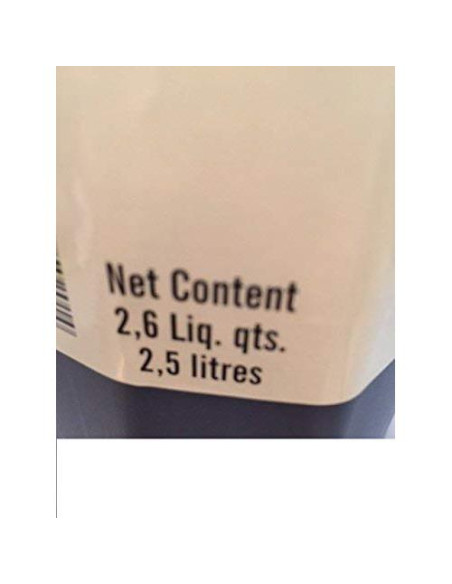 Net Content
2,6 Liq. qts.
2,5 litres